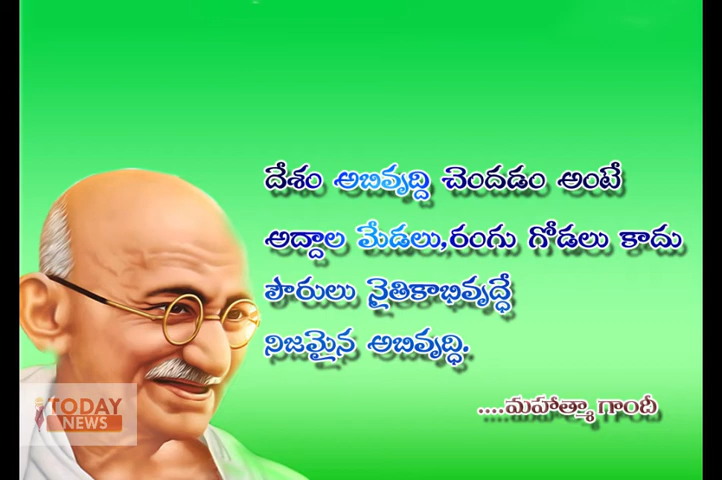 దేశం అబివృద్ది చెందడం అంటే
అద్దాల మేడలు,రంగు గోడలు కాదు
పౌరులు నైతికాభివృద్ధే
నిజమైన అబివృద్ధి.
....మహాత్మా గాందీ
TODAY
NEWS